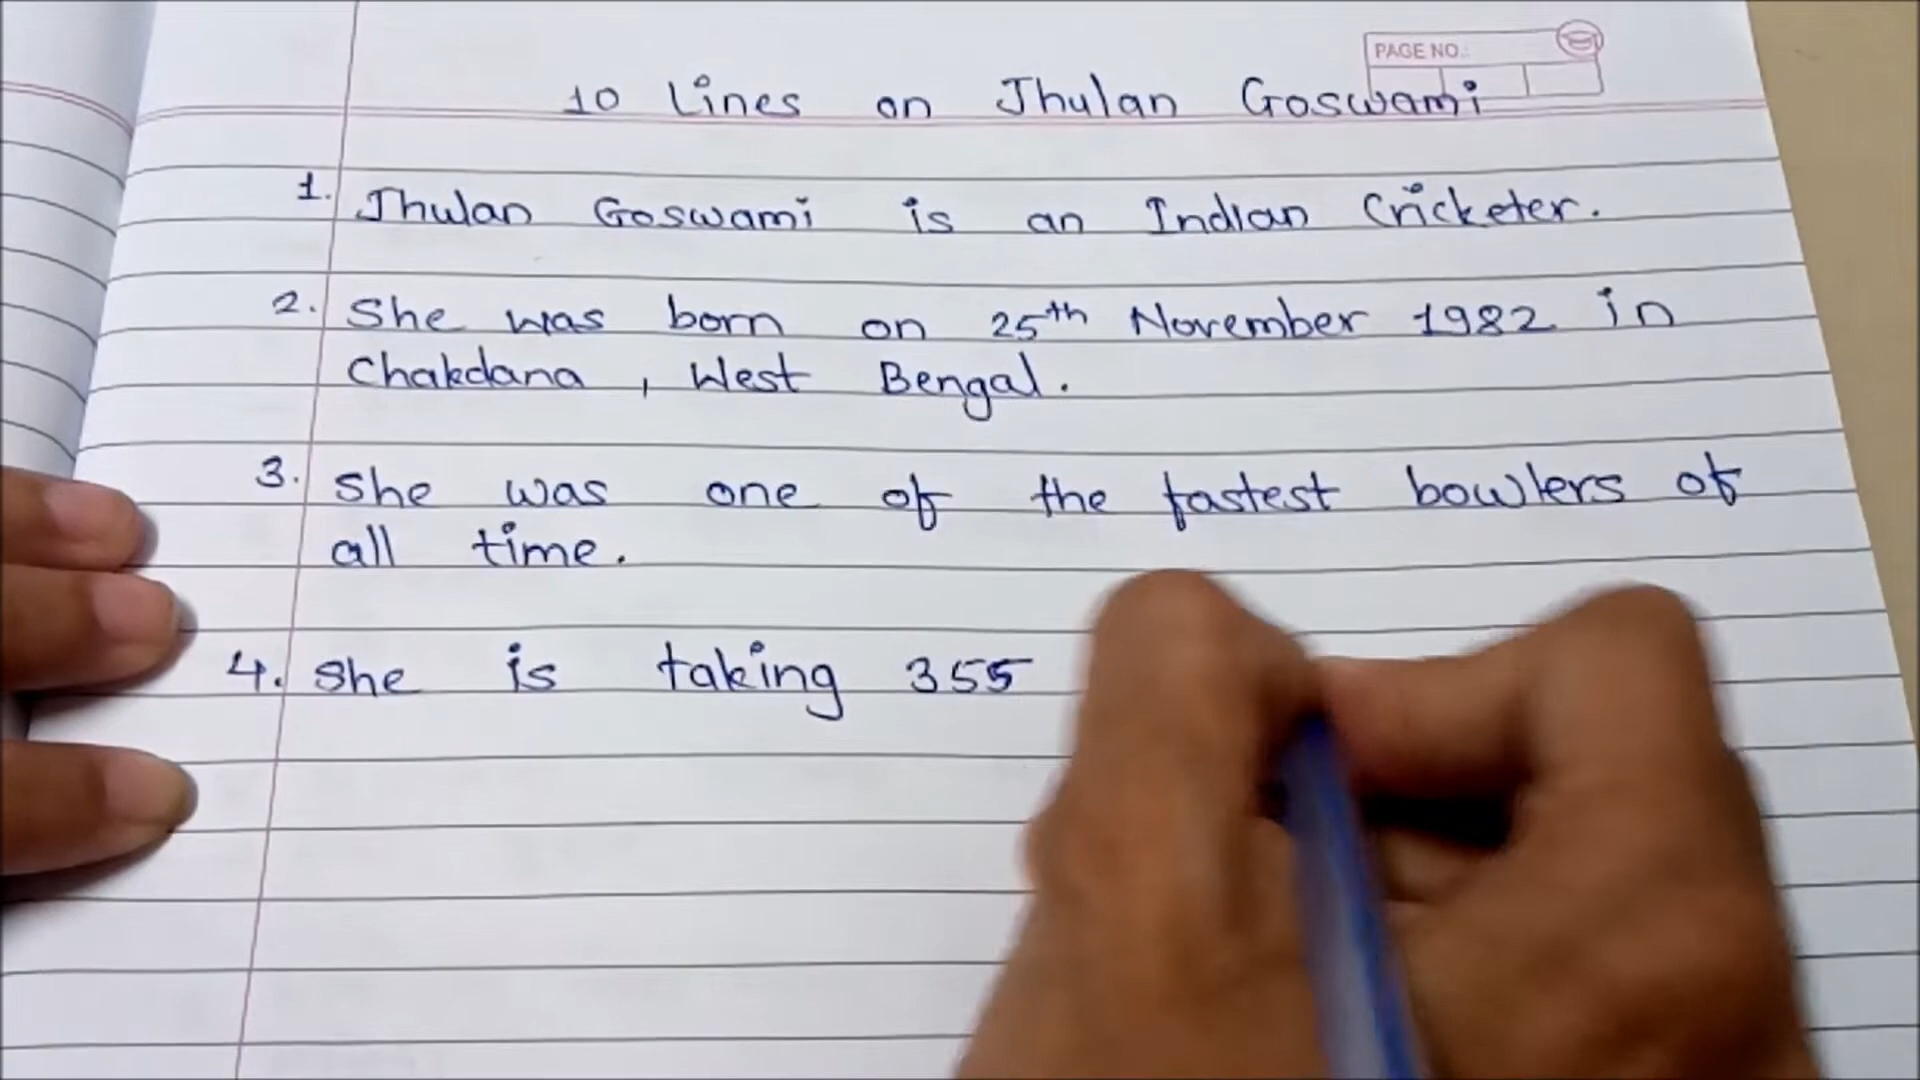 PAGE NO.:
10 Lines on Jhulan Goswami
1. Jhulan Goswami is an Indian Cricketer.
2. She was born on 25th November 1982 in
Chakdana, West Bengal.
3. She was one of the fastest bowlers of
all time.
4. She is taking 355